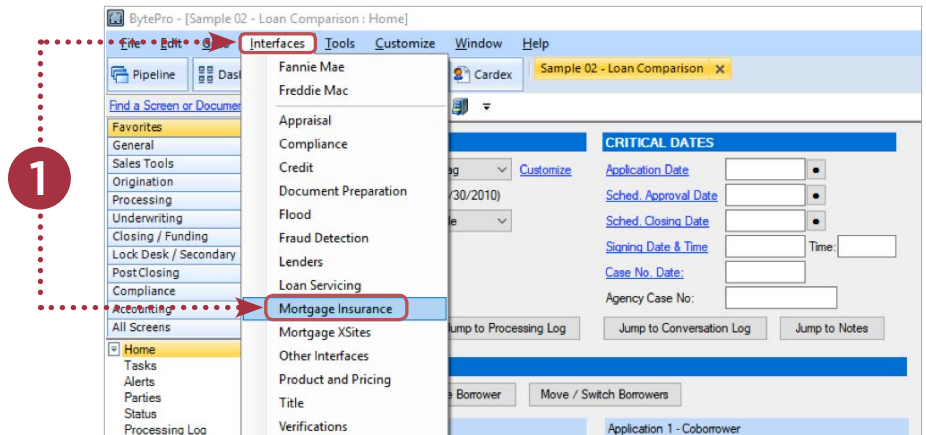 BytePro - [Sample 02 - Loan Comparison : Home]
File Edit Interfaces Tools Customize Window Help
Pipeline Cardex Sample 02 - Loan Comparison
Find a Screen or
Favorites
General
Sales Tools
Origination
Processing
Underwriting
Closing / Funding
Lock Desk / Secondary
PostClosing
Compliance
Accounting
All Screens
Home
Tasks
Alerts
Parties
Status
Processing Log
1
Fannie Mae
Freddie Mac
Appraisal
Compliance
Credit
Document Preparation
Flood
Fraud Detection
Lenders
Loan Servicing
Mortgage Insurance
Mortgage XSites
Other Interfaces
Product and Pricing
Title
Verifications
Customize
/30/2010)
Jump to Processing Log
Borrower Move / Switch Borrowers
CRITICAL DATES
Application Date
Sched. Approval Date
Sched. Closing Date
Signing Date & Time Time:
Case No. Date:
Agency Case No:
Jump to Conversation Log Jump to Notes
Application 1 - Coborrower